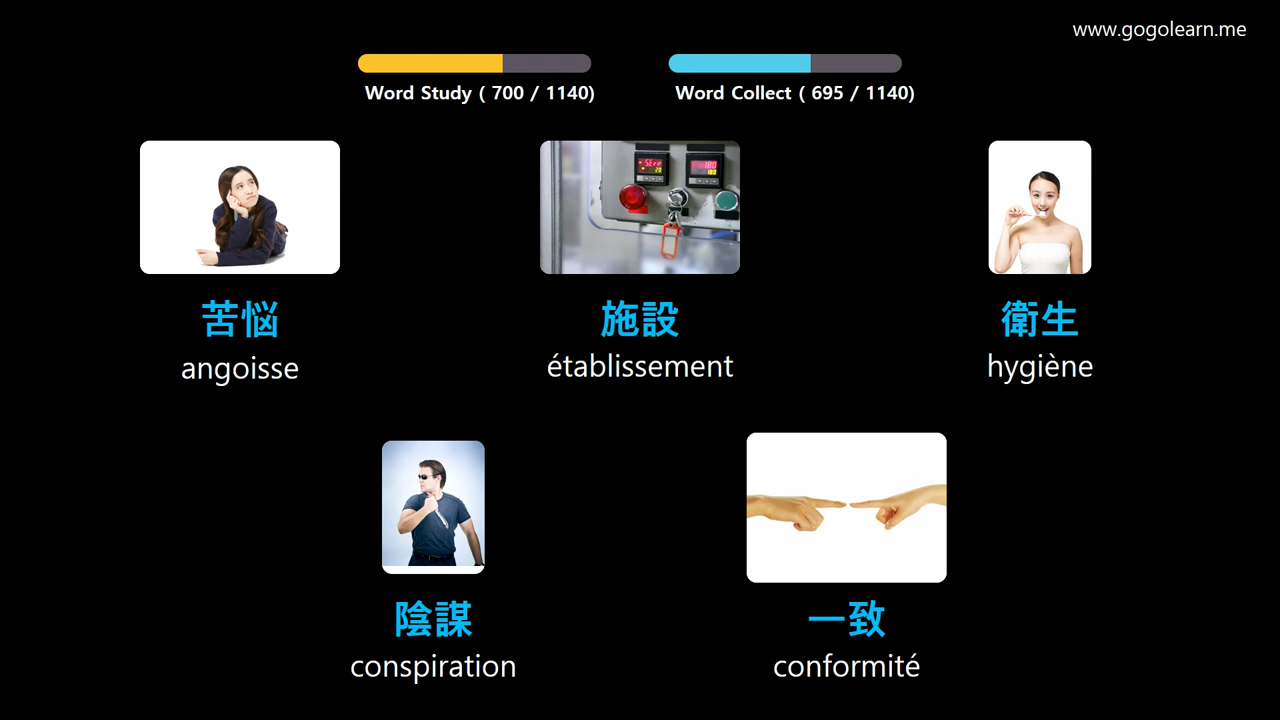 www.gogolearn.me
Word Study ( 700 / 1140)
Word Collect ( 695 / 1140)
苦悩
angoisse
施設
établissement
衛生
hygiène
陰謀
conspiration
一致
conformité